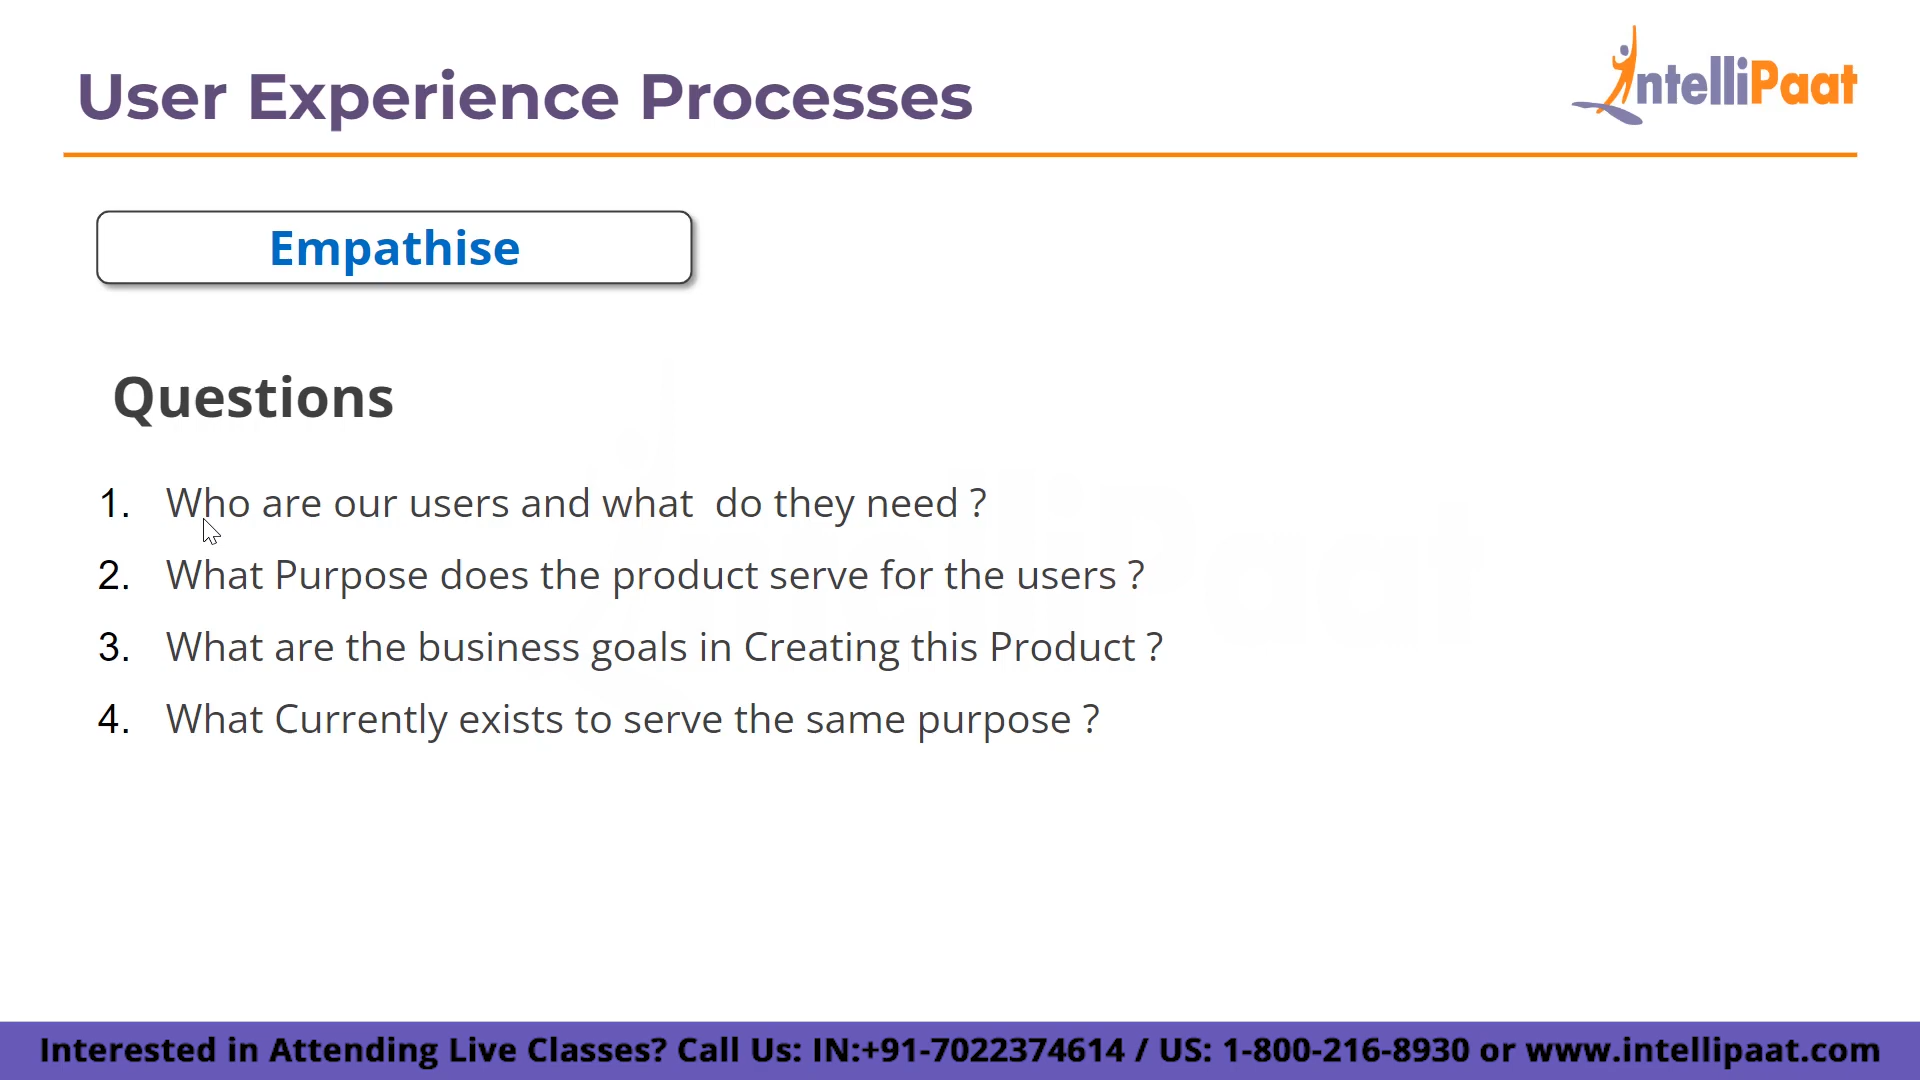 User Experience Processes
IntelliPaat
Empathise
Questions
1. Who are our users and what  do they need ?
2. What Purpose does the product serve for the users ?
3. What are the business goals in Creating this Product ?
4. What Currently exists to serve the same purpose ?
Interested in Attending Live Classes? Call Us: IN:+91-7022374614 / US: 1-800-216-8930 or www.intellipaat.com